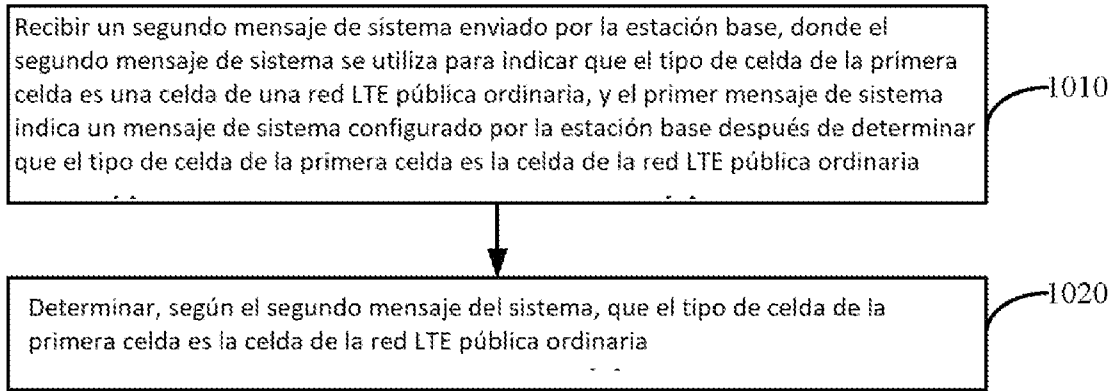 Recibir un segundo mensaje de sistema enviado por la estación base, donde el
segundo mensaje de sistema se utiliza para indicar que el tipo de celda de la primera
celda es una celda de una red LTE pública ordinaria, y el primer mensaje de sistema
indica un mensaje de sistema configurado por la estación base después de determinar
que el tipo de celda de la primera celda es la celda de la red LTE pública ordinaria
1010
Determinar, según el segundo mensaje del sistema, que el tipo de celda de la
primera celda es la celda de la red LTE pública ordinaria
1020